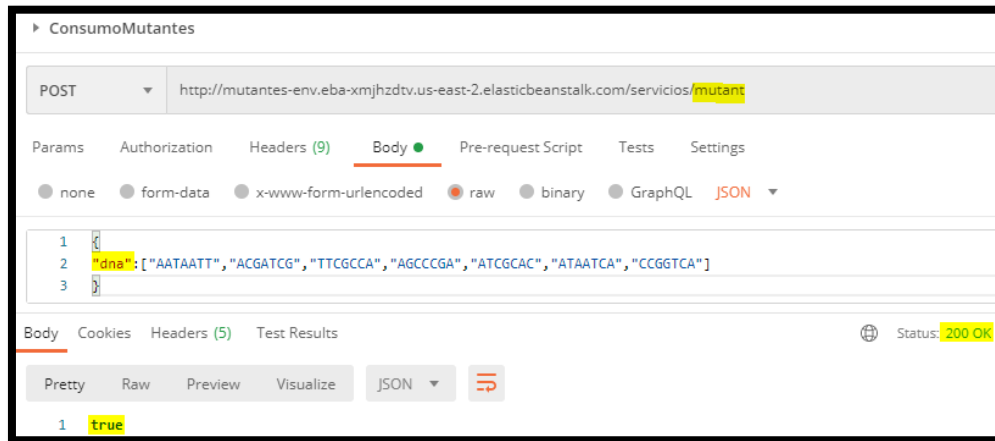 ConsumoMutantes
POST http://mutantes-env.eba-xmjhzdtv.us-east-2.elasticbeanstalk.com/servicios/mutant
Params Authorization Headers (9) Body Pre-request Script Tests Settings
none form-data x-www-form-urlencoded raw binary GraphQL JSON
1 {
2 "dna":["AATAATT","ACGATCG","TTCGCCA","AGCCCGA","ATCGCAC","ATAATCA","CCGGTCA"]
3 }
Body Cookies Headers (5) Test Results Status: 200 OK
Pretty Raw Preview Visualize JSON
1 true